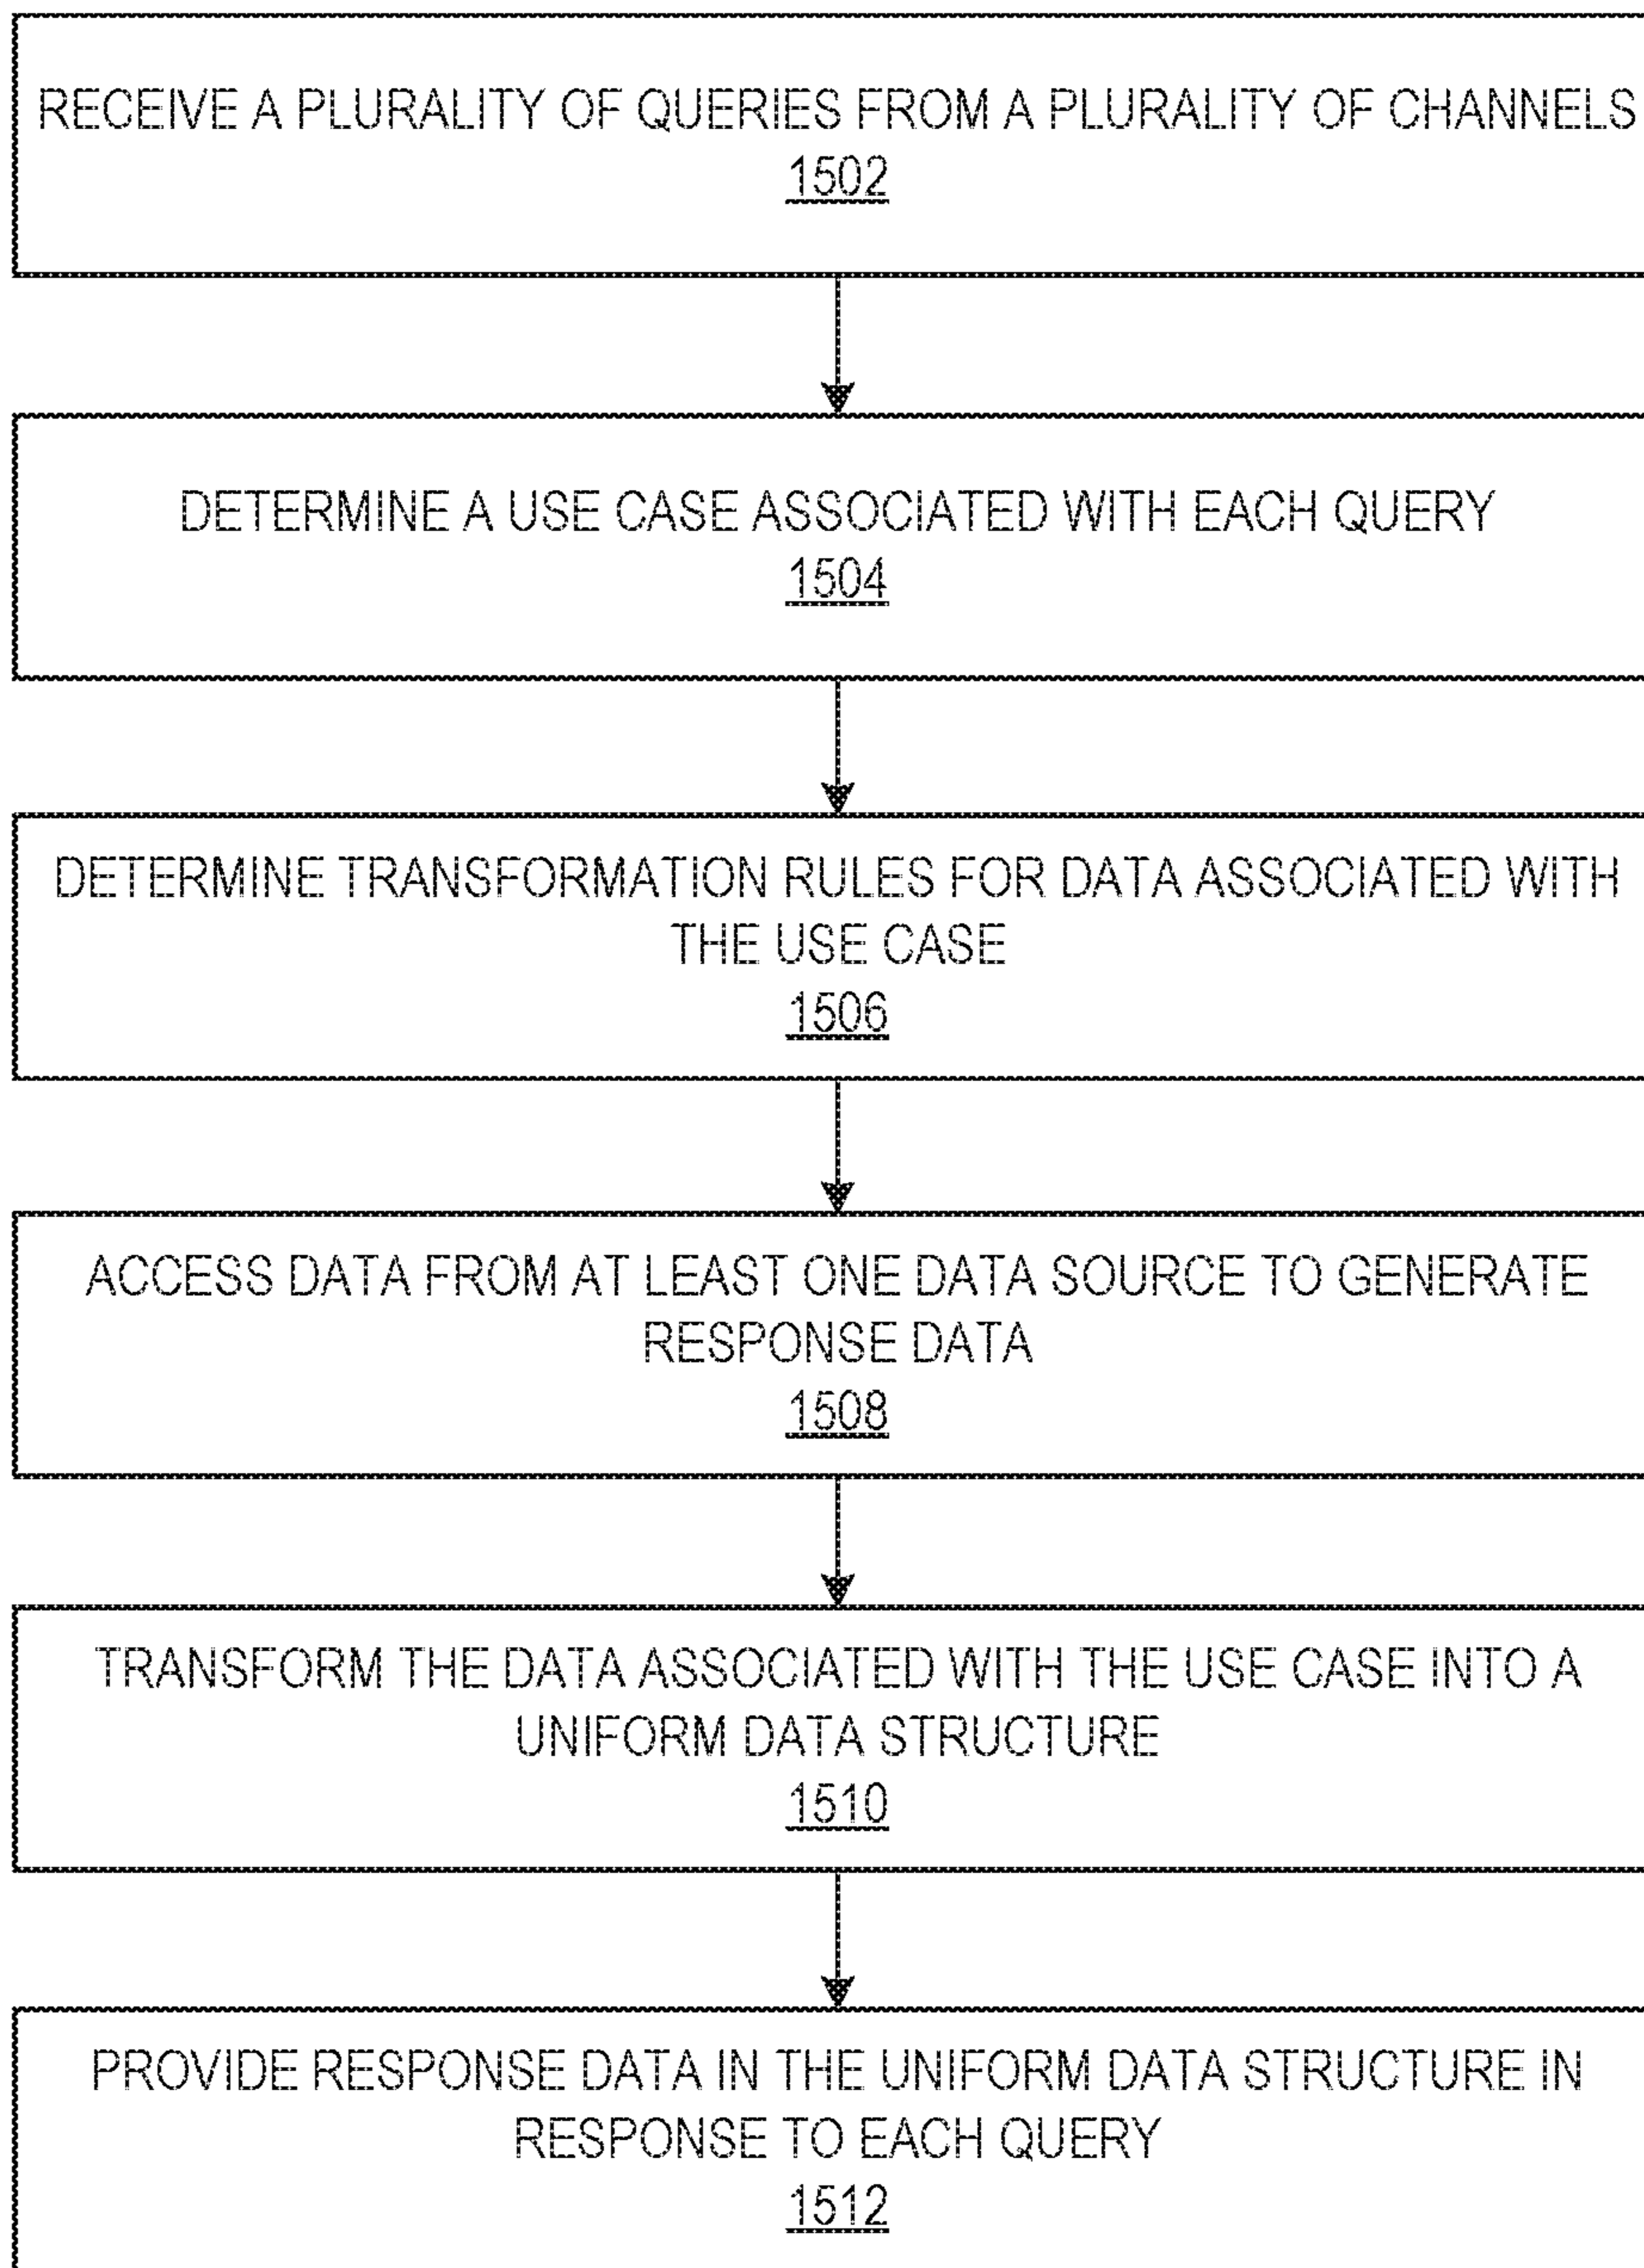 RECEIVE A PLURALITY OF QUERIES FROM A PLURALITY OF CHANNELS
1502
DETERMINE A USE CASE ASSOCIATED WITH EACH QUERY
1504
DETERMINE TRANSFORMATION RULES FOR DATA ASSOCIATED WITH
THE USE CASE
1506
ACCESS DATA FROM AT LEAST ONE DATA SOURCE TO GENERATE
RESPONSE DATA
1508
TRANSFORM THE DATA ASSOCIATED WITH THE USE CASE INTO A
UNIFORM DATA STRUCTURE
1510
PROVIDE RESPONSE DATA IN THE UNIFORM DATA STRUCTURE IN
RESPONSE TO EACH QUERY
1512